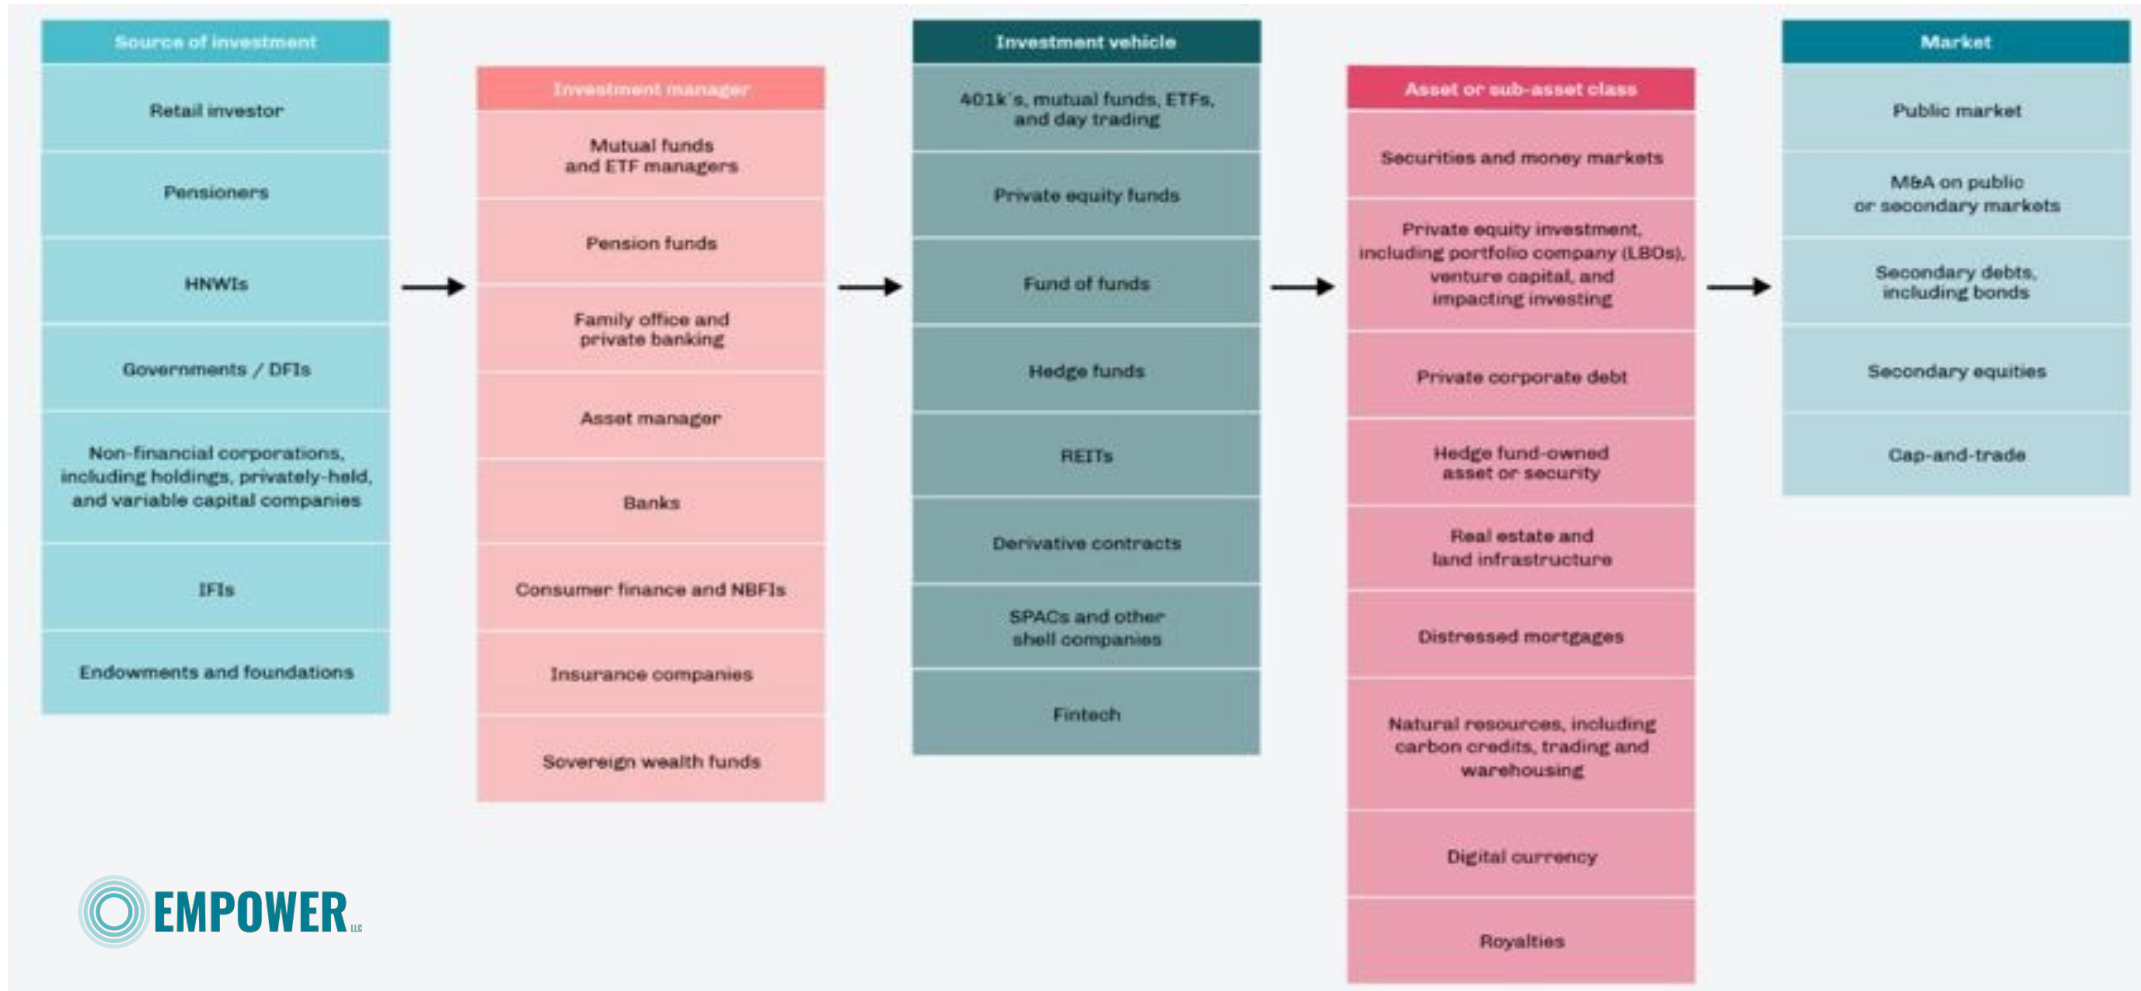 Source of investment
Retail investor
Pensioners
HNWIs
Governments / DFIs
Non-financial corporations,
including holdings, privately-held,
and variable capital companies
IFIs
Endowments and foundations
Investment manager
Mutual funds
and ETF managers
Pension funds
Family office and
private banking
Asset manager
Banks
Consumer finance and NBFIs
Insurance companies
Sovereign wealth funds
Investment vehicle
401k´s, mutual funds, ETFs,
and day trading
Private equity funds
Fund of funds
Hedge funds
REITs
Derivative contracts
SPACs and other
shell companies
Fintech
Asset or sub-asset class
Securities and money markets
Private equity investment,
including portfolio company (LBOs),
venture capital, and
impacting investing
Private corporate debt
Hedge fund-owned
asset or security
Real estate and
land infrastructure
Distressed mortgages
Natural resources, including
carbon credits, trading and
warehousing
Digital currency
Royalties
Market
Public market
M&A on public
or secondary markets
Secondary debts,
including bonds
Secondary equities
Cap-and-trade
EMPOWER LLC